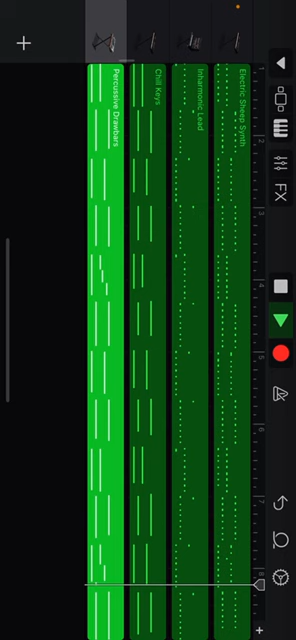 FX
1
2
3
4
5
6
7
8
Electric Sheep Synth
Inharmonic Lead
Chill Keys
Percussive Drawbars